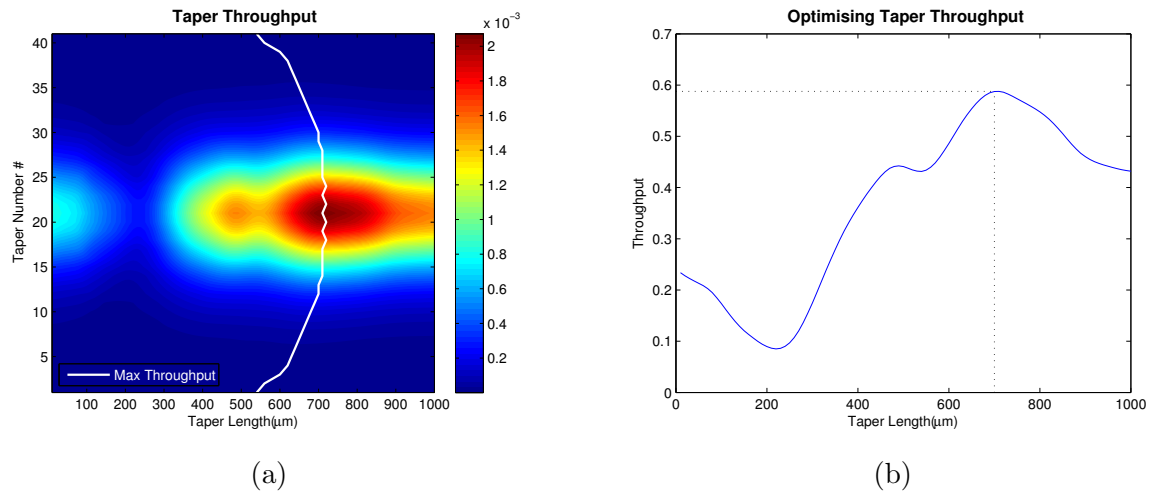 Taper Throughput
x 10⁻³
Taper Number #
40
35
30
25
20
15
10
5
2
1.8
1.6
1.4
1.2
1
0.8
0.6
0.4
0.2
Max Throughput
100 200 300 400 500 600 700 800 900 1000
Taper Length(μm)
(a)
Optimising Taper Throughput
Throughput
0.7
0.6
0.5
0.4
0.3
0.2
0.1
0
0 200 400 600 800 1000
Taper Length(μm)
(b)